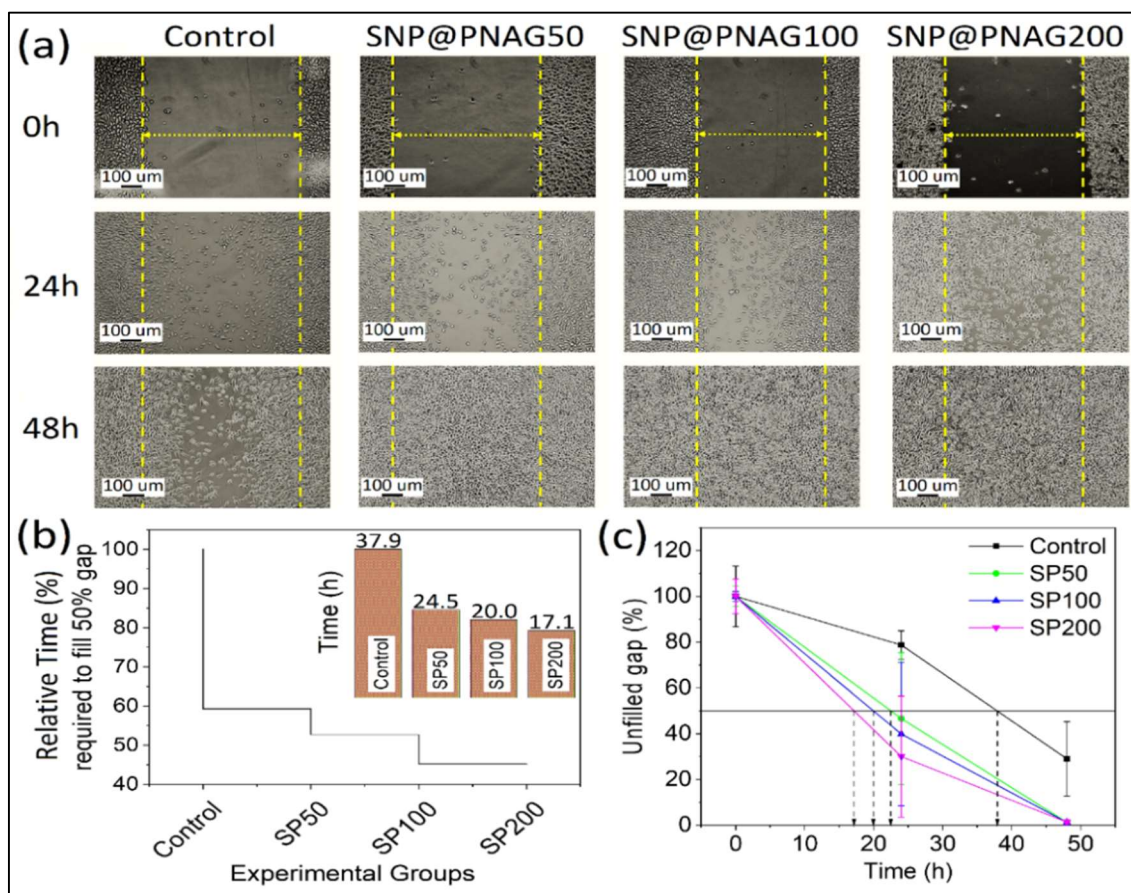 (a)
Control SNP@PNAG50 SNP@PNAG100 SNP@PNAG200
0h
100 um 100 um 100 um 100 um
24h
100 um 100 um 100 um 100 um
48h
100 um 100 um 100 um 100 um
(b)
Relative Time (%)
required to fill 50% gap
100
90
80
70
60
50
40
Control
SP50
SP100
SP200
Experimental Groups
Time (h)
37.9
24.5
20.0
17.1
Control
SP50
SP100
SP200
(c)
Unfilled gap (%)
120
100
80
60
40
20
0
0 10 20 30 40 50
Time (h)
Control
SP50
SP100
SP200